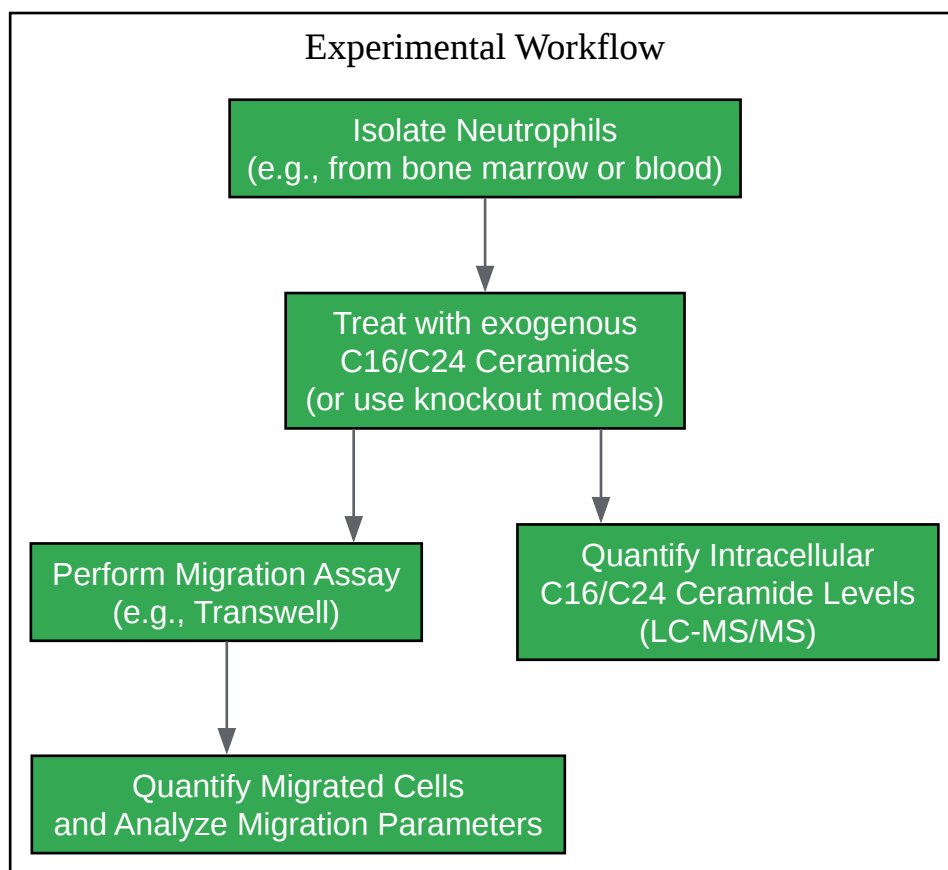 Experimental Workflow
Isolate Neutrophils
(e.g., from bone marrow or blood)
Treat with exogenous
C16/C24 Ceramides
(or use knockout models)
Perform Migration Assay
(e.g., Transwell)
Quantify Intracellular
C16/C24 Ceramide Levels
(LC-MS/MS)
Quantify Migrated Cells
and Analyze Migration Parameters